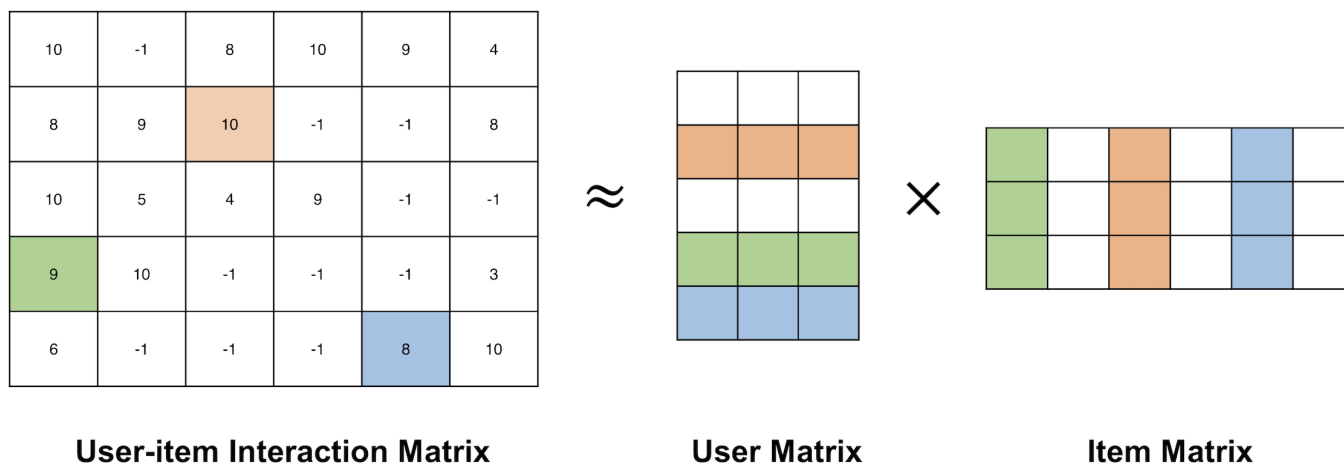 10 -1 8 10 9 4
8 9 10 -1 -1 8
10 5 4 9 -1 -1
≈ ×
9 10 -1 -1 -1 3
6 -1 -1 -1 8 10
User-item Interaction Matrix
User Matrix
Item Matrix